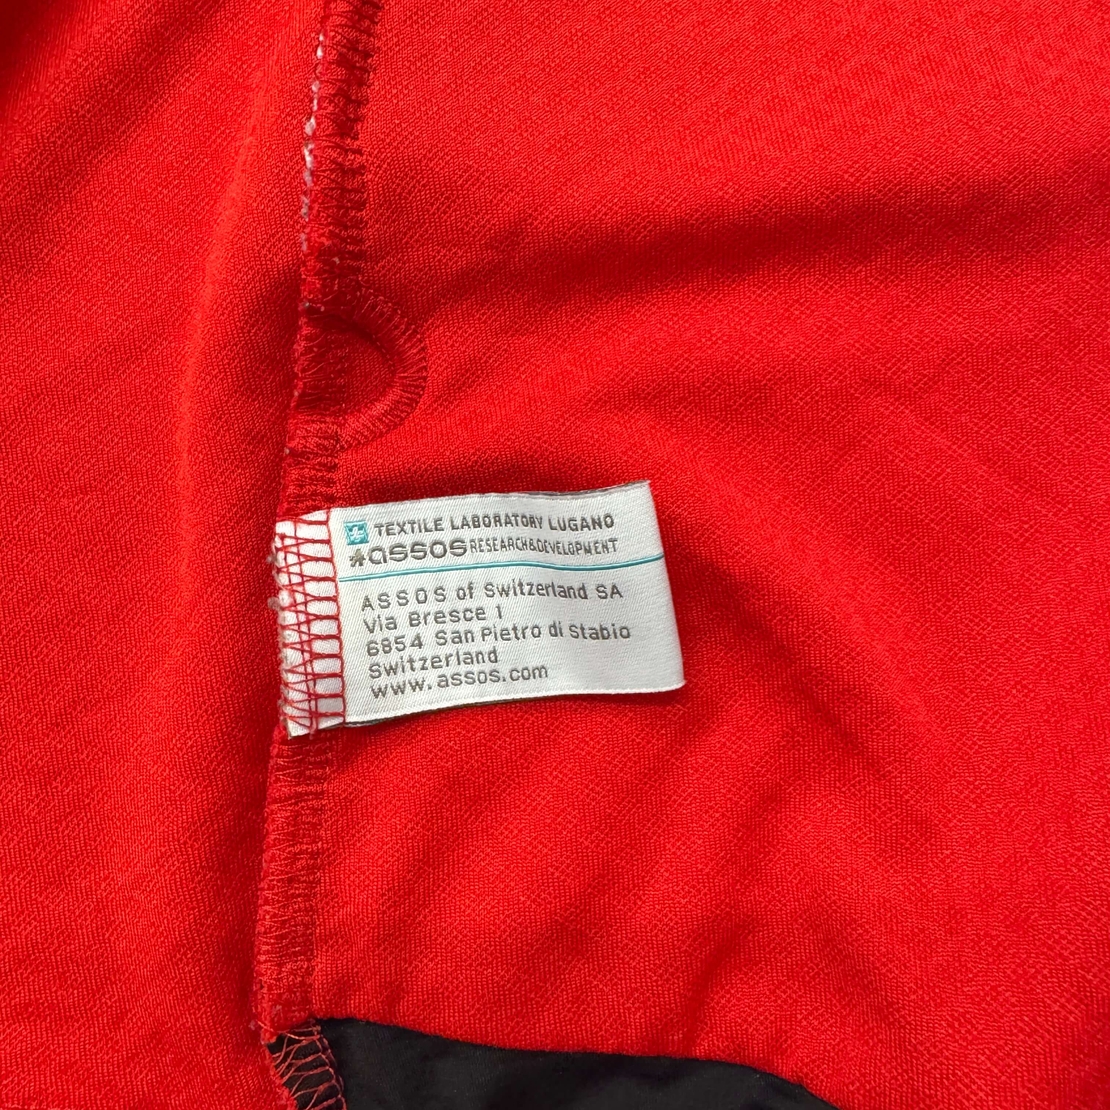 TEXTILE LABORATORY LUGANO
assos RESEARCH&DEVELOPMENT
ASSOS of Switzerland SA
Via Bresce 1
6854 San Pietro di Stabio
Switzerland
www.assos.com